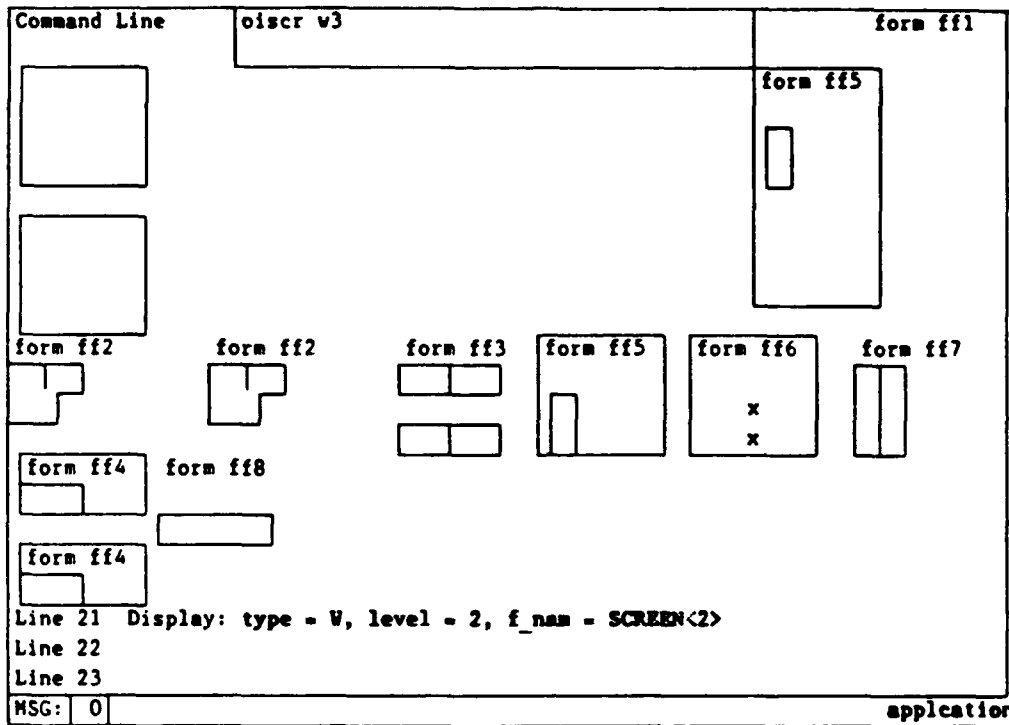 Command Line oiscr w3 form ff1
form ff5
form ff2 form ff2 form ff3 form ff5 form ff6 form ff7
x
x
form ff4 form ff8
form ff4
Line 21 Display: type = W, level = 2, f_nam = SCREEN<2>
Line 22
Line 23
MSG: 0 applcation